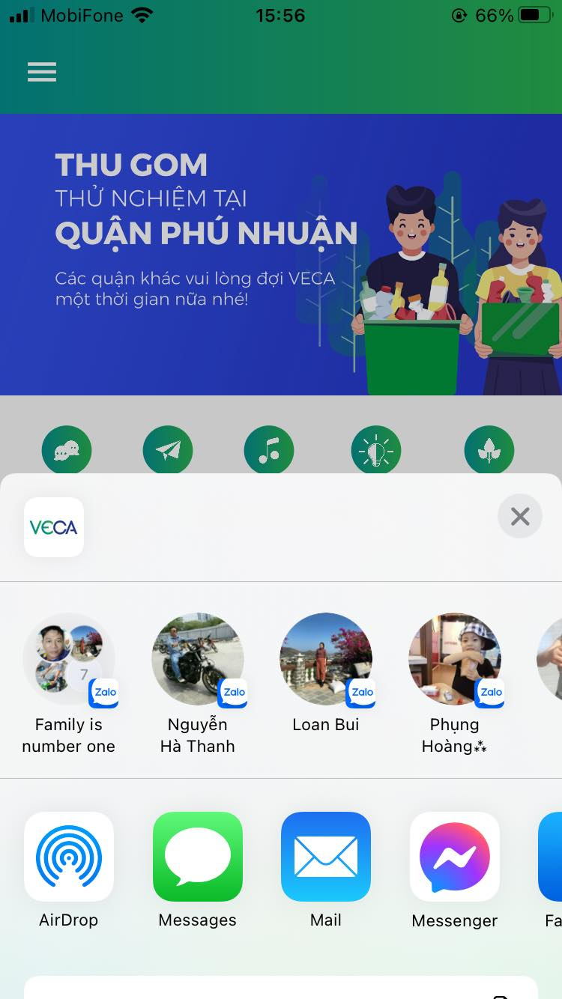 MobiFone
15:56
66%
THU GOM
THỬ NGHIỆM TẠI
QUẬN PHÚ NHUẬN
Các quận khác vui lòng đợi VECA
một thời gian nữa nhé!
VECA
7
Zalo
Zalo
Zalo
Zalo
Family is
number one
Nguyễn
Hà Thanh
Loan Bui
Phụng
Hoàng⁂
AirDrop
Messages
Mail
Messenger
Fa